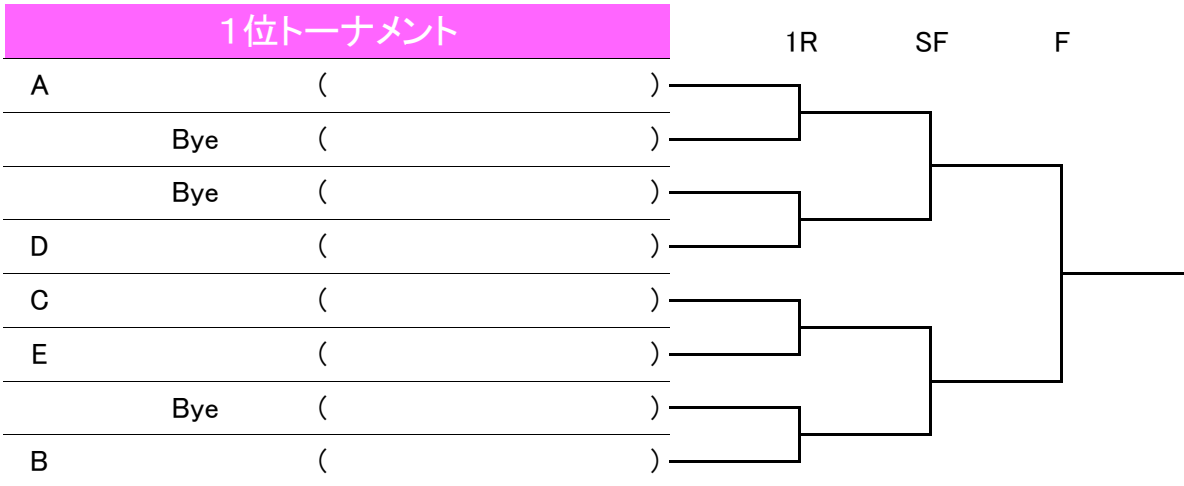 1位トーナメント
1R SF F
A ( )
Bye ( )
Bye ( )
D ( )
C ( )
E ( )
Bye ( )
B ( )